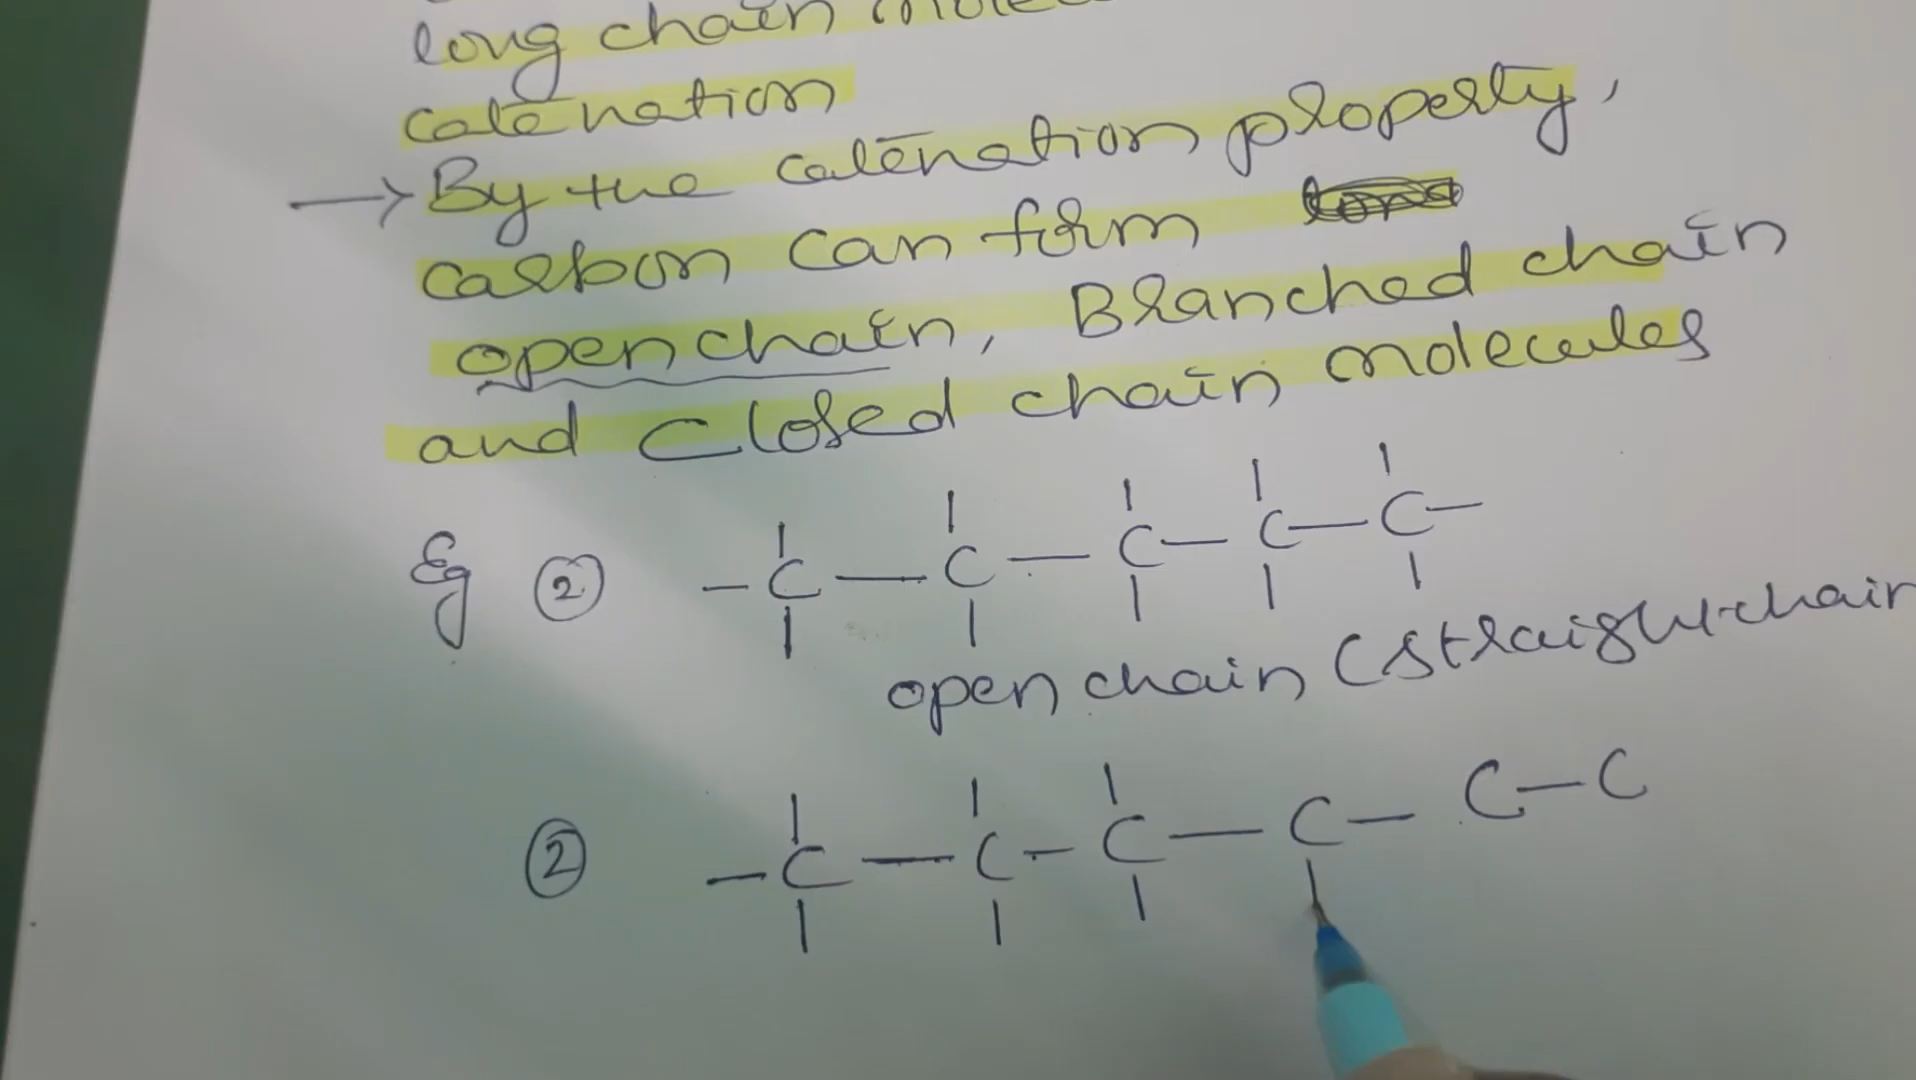 long chain
catenation
→ By the catenation property,
carbon can form
open chain, Branched chain
and Closed chain molecules
Eg ② – C — C — C – C — C –
open chain (straight chain
② – C — C – C — C – C – C